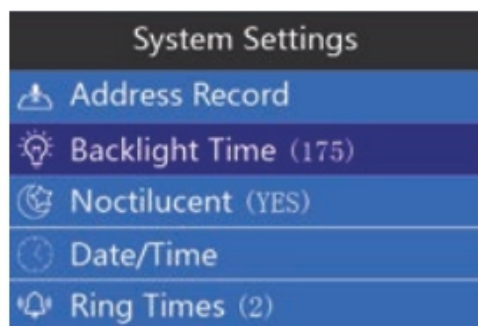 System Settings
Address Record
Backlight Time (175)
Noctilucent (YES)
Date/Time
Ring Times (2)